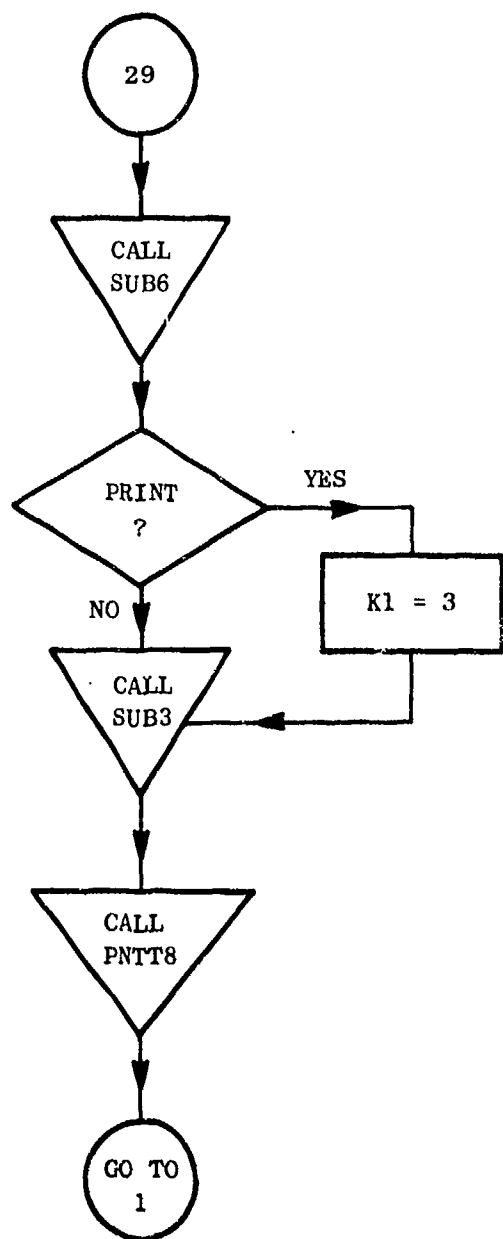 29
CALL
SUB6
PRINT
?
YES
K1 = 3
NO
CALL
SUB3
CALL
PNTT8
GO TO
1